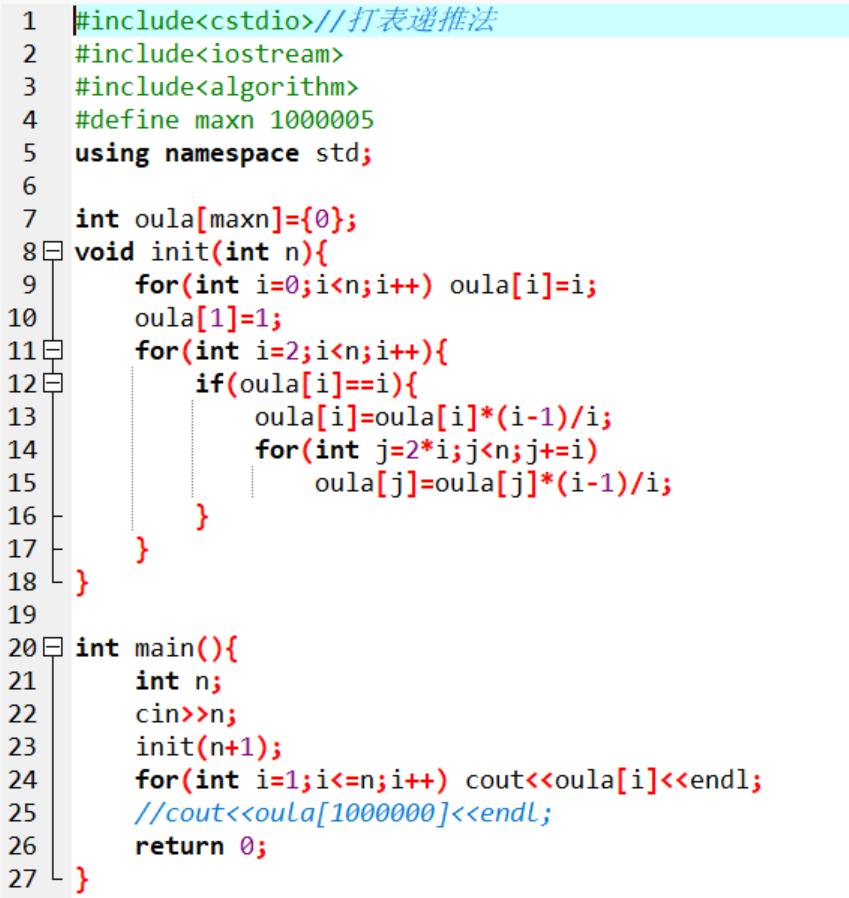 1 #include<cstdio>//打表递推法
2 #include<iostream>
3 #include<algorithm>
4 #define maxn 1000005
5 using namespace std;
6
7 int oula[maxn]={0};
8 void init(int n){
9 for(int i=0;i<n;i++) oula[i]=i;
10 oula[1]=1;
11 for(int i=2;i<n;i++){
12 if(oula[i]==i){
13 oula[i]=oula[i]*(i-1)/i;
14 for(int j=2*i;j<n;j+=i)
15 oula[j]=oula[j]*(i-1)/i;
16 }
17 }
18 }
19
20 int main(){
21 int n;
22 cin>>n;
23 init(n+1);
24 for(int i=1;i<=n;i++) cout<<oula[i]<<endl;
25 //cout<<oula[1000000]<<endl;
26 return 0;
27 }